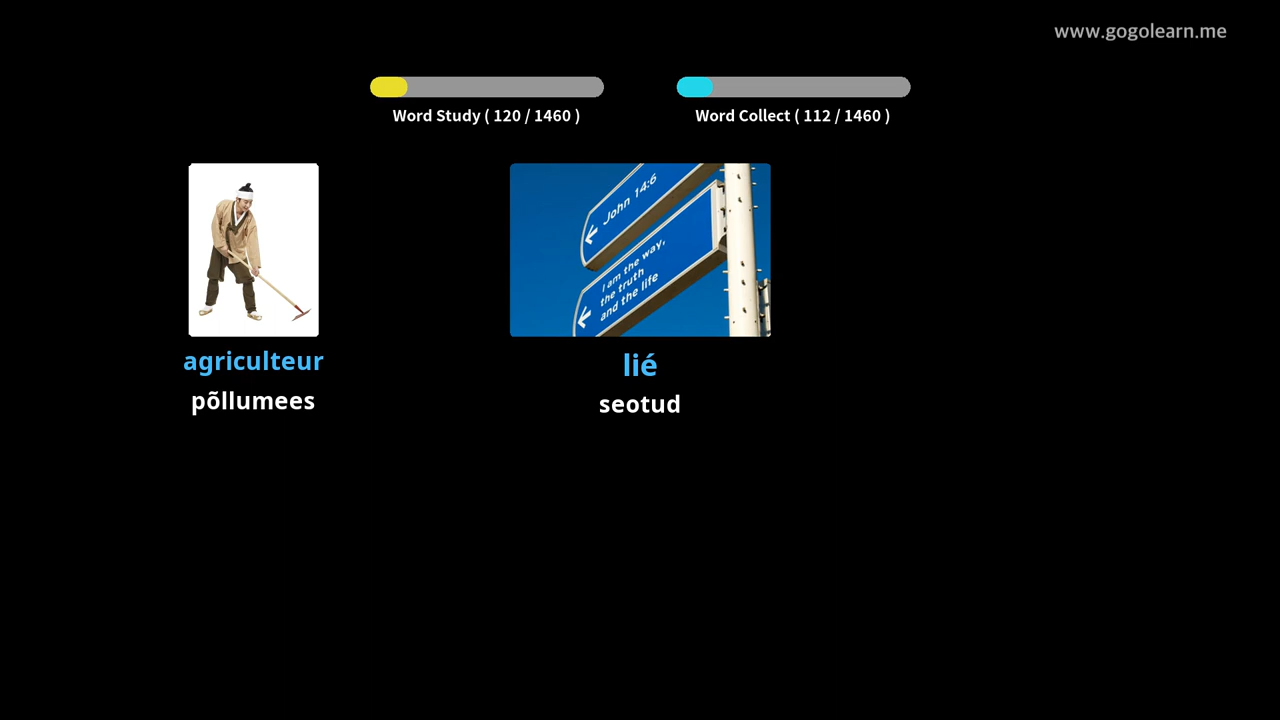 www.gogolearn.me
Word Study ( 120 / 1460 )
Word Collect ( 112 / 1460 )
John 14:6
I am the way,
the truth
and the life
agriculteur
lié
põllumees
seotud